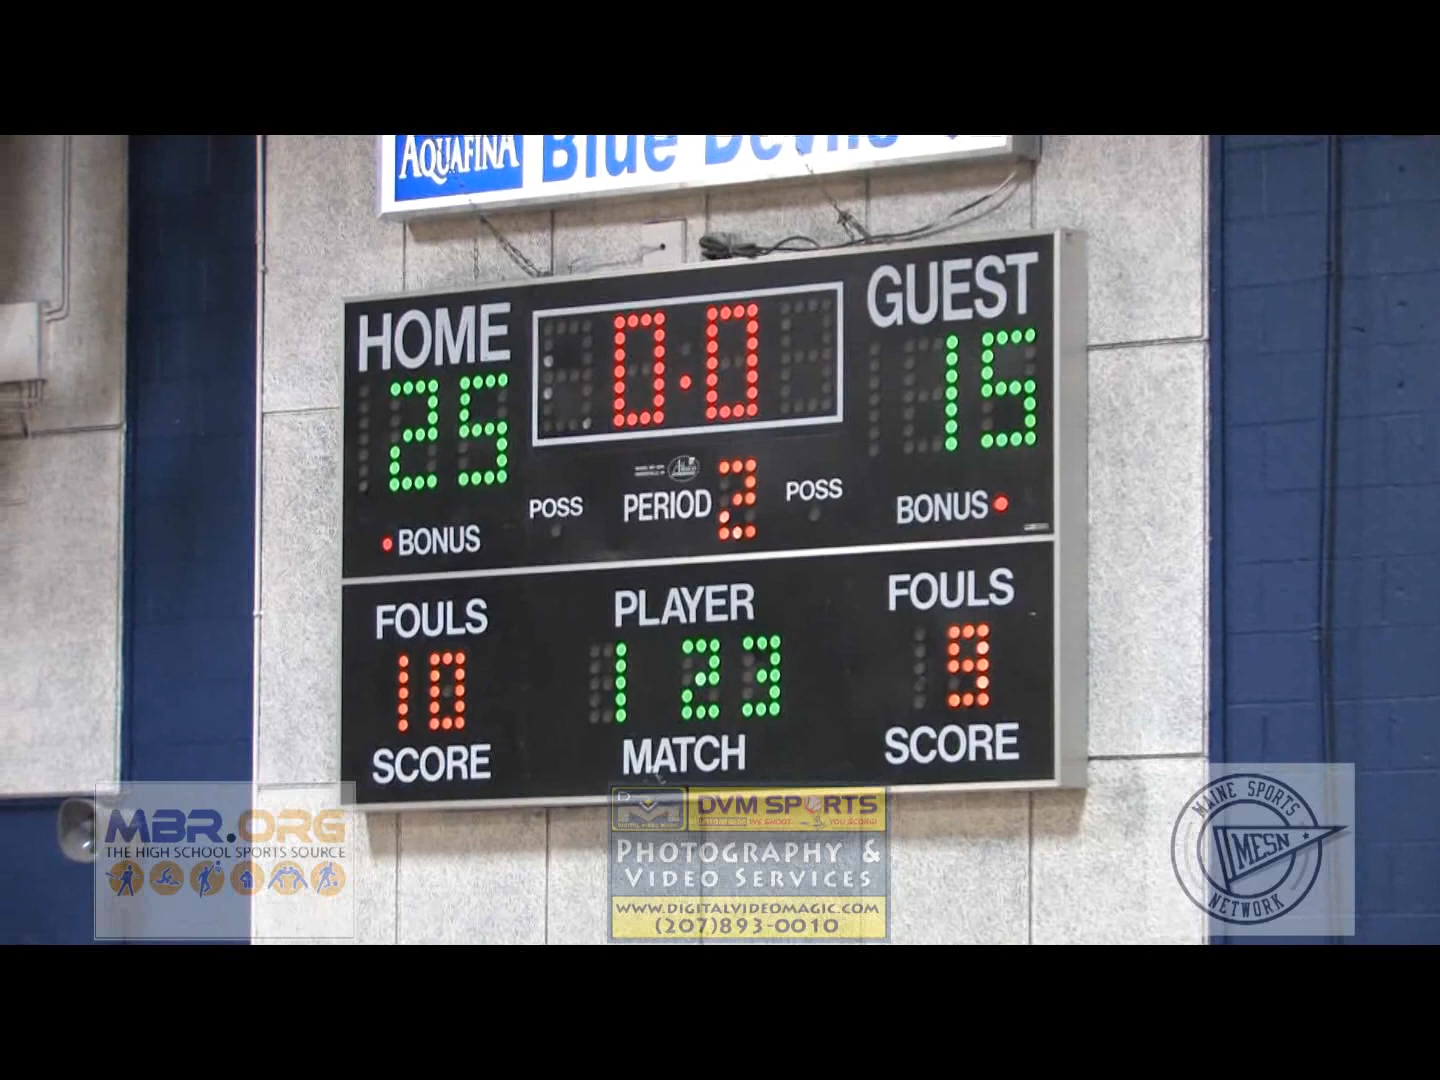 AQUAFINA Blue Devils
HOME 0.0 GUEST
25 15
POSS PERIOD 2 POSS
BONUS BONUS
FOULS PLAYER FOULS
10 1 23 9
SCORE MATCH SCORE
MBR.ORG
THE HIGH SCHOOL SPORTS SOURCE
DVM SPORTS
PHOTOGRAPHY &
VIDEO SERVICES
WWW.DIGITALVIDEOMAGIC.COM
(207)893-0010
MAINE SPORTS
MESN
NETWORK